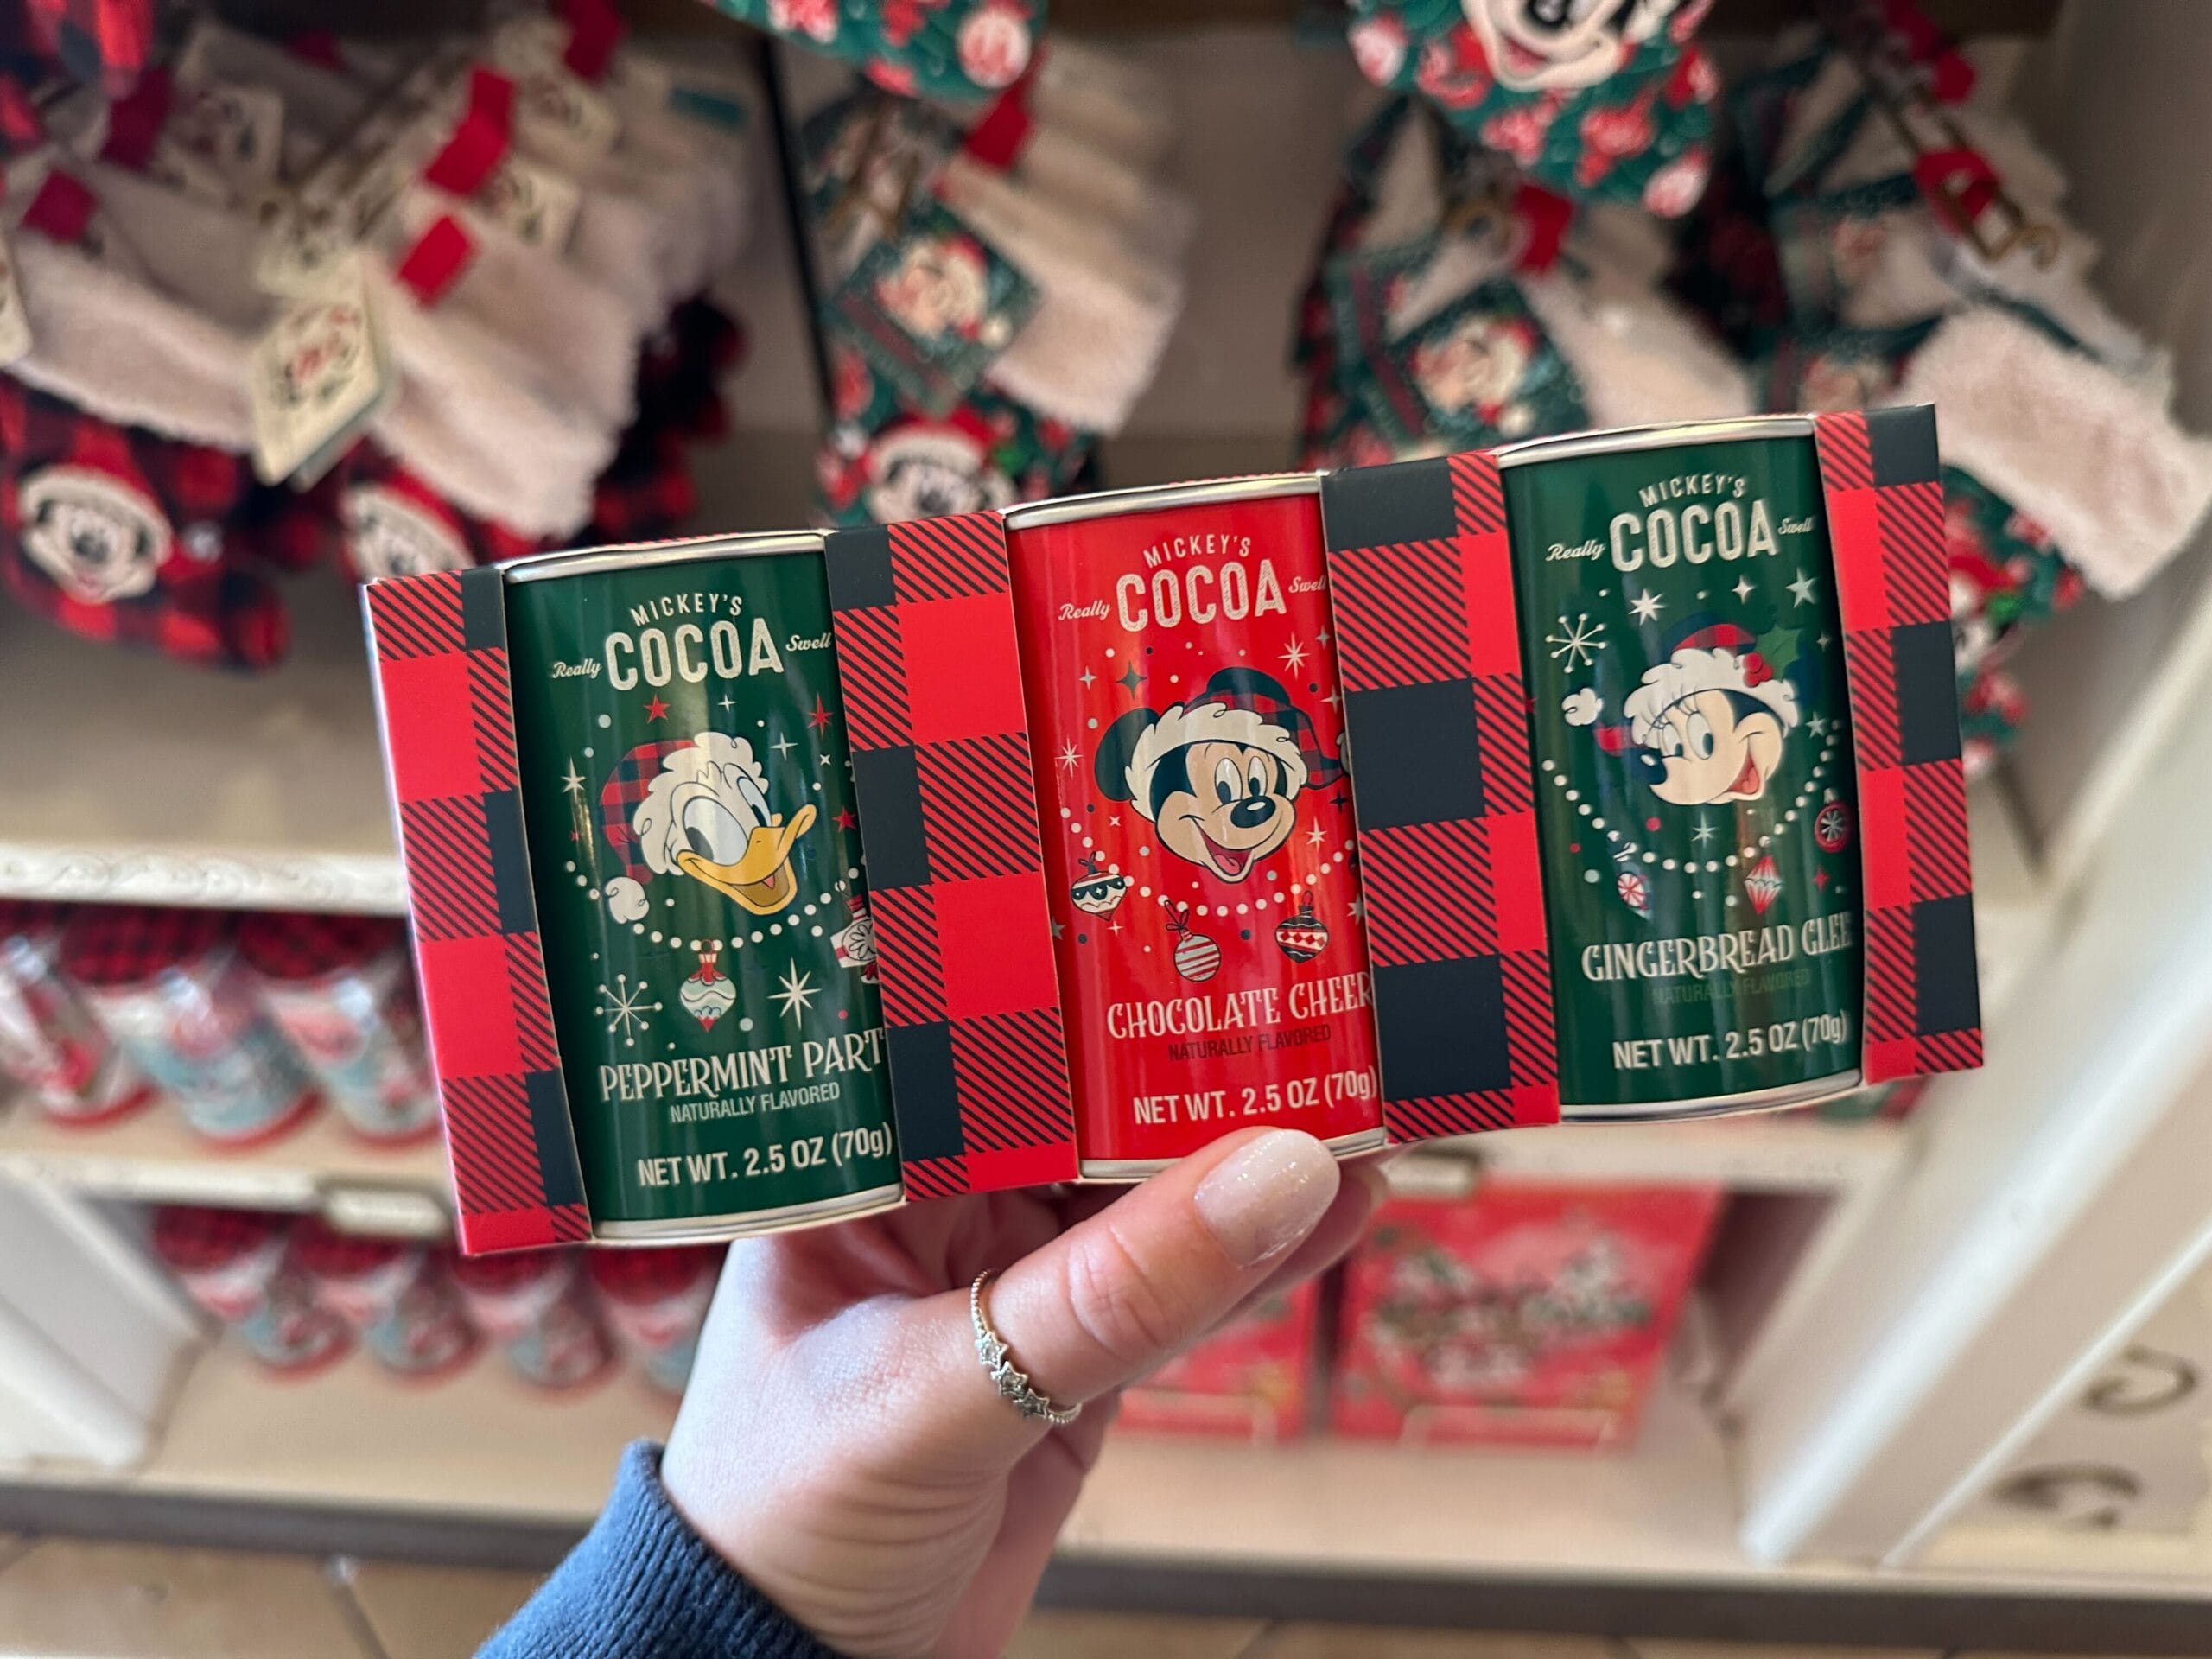 MICKEY'S
Really COCOA Swell
PEPPERMINT PART
NATURALLY FLAVORED
NET WT. 2.5 OZ (70g)
MICKEY'S
Really COCOA Swell
CHOCOLATE CHEER
NATURALLY FLAVORED
NET WT. 2.5 OZ (70g)
MICKEY'S
Really COCOA Swell
GINGERBREAD GLEE
NATURALLY FLAVORED
NET WT. 2.5 OZ (70g)